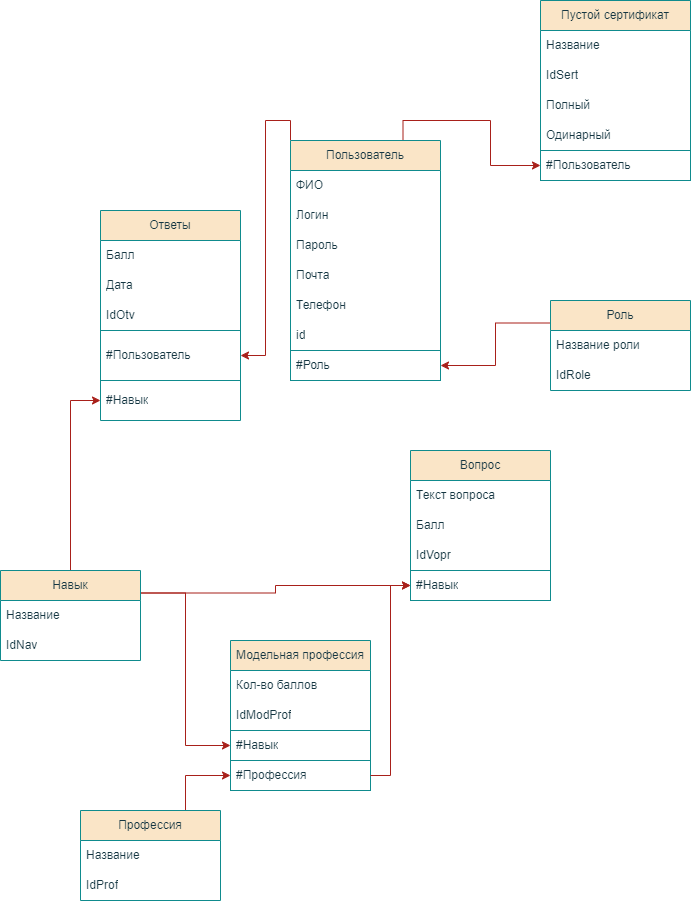 Пустой сертификат
Название
IdSert
Полный
Одинарный
#Пользователь
Пользователь
ФИО
Логин
Пароль
Почта
Телефон
id
#Роль
Ответы
Балл
Дата
IdOtv
#Пользователь
#Навык
Роль
Название роли
IdRole
Вопрос
Текст вопроса
Балл
IdVopr
#Навык
Навык
Название
IdNav
Модельная профессия
Кол-во баллов
IdModProf
#Навык
#Профессия
Профессия
Название
IdProf